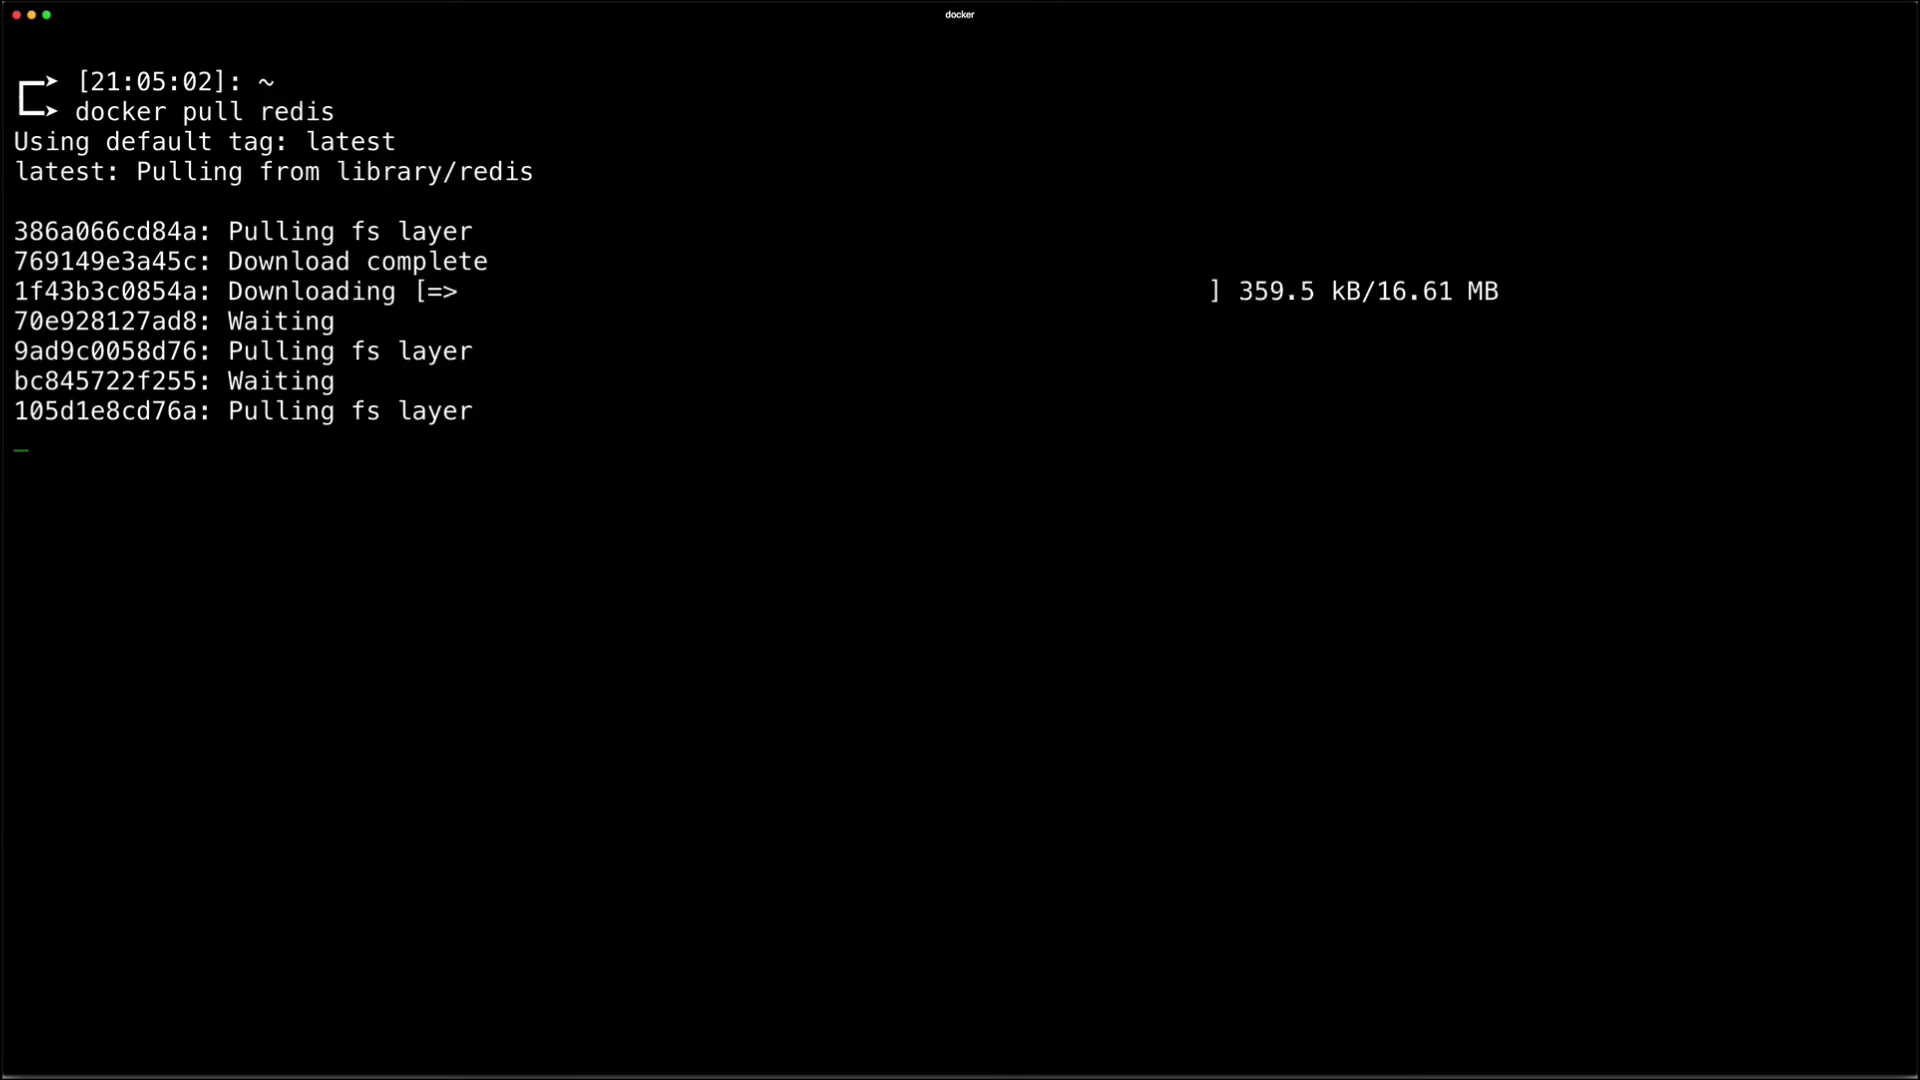 docker
[21:05:02]: ~
docker pull redis
Using default tag: latest
latest: Pulling from library/redis
386a066cd84a: Pulling fs layer
769149e3a45c: Download complete
1f43b3c0854a: Downloading [=> ] 359.5 kB/16.61 MB
70e928127ad8: Waiting
9ad9c0058d76: Pulling fs layer
bc845722f255: Waiting
105d1e8cd76a: Pulling fs layer